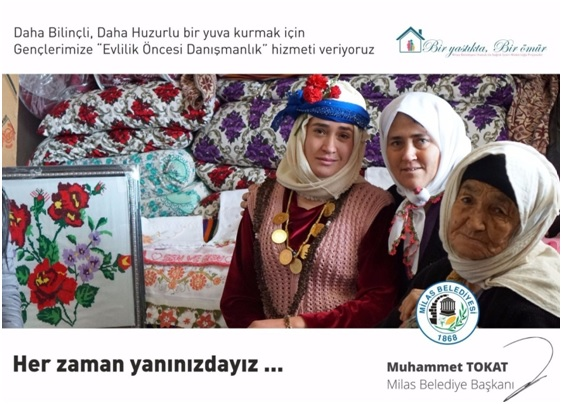 Daha Bilinçli, Daha Huzurlu bir yuva kurmak için
Gençlerimize "Evlilik Öncesi Danışmanlık" hizmeti veriyoruz
Bir yastıkta, Bir ömür
MİLAS BELEDİYESİ
1868
Her zaman yanınızdayız ...
Muhammet TOKAT
Milas Belediye Başkanı